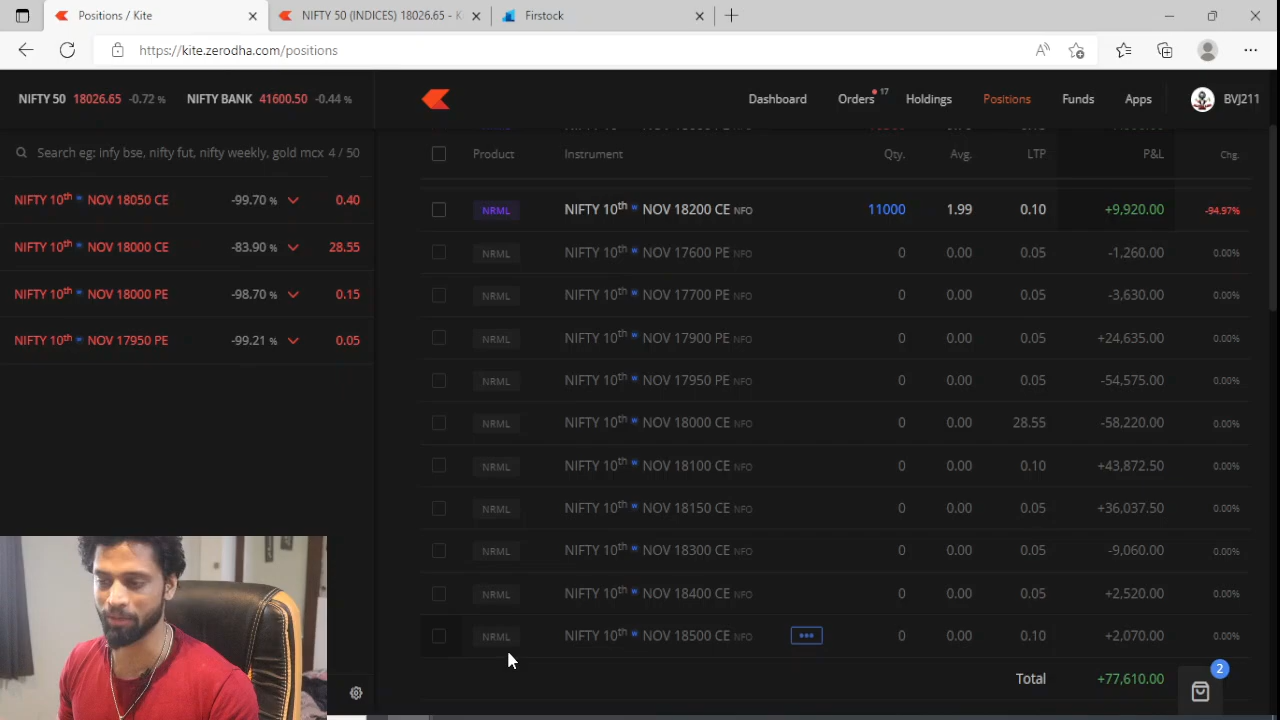 Positions / Kite
NIFTY 50 (INDICES) 18026.65 - K
Firstock
https://kite.zerodha.com/positions
NIFTY 50 18026.65 -0.72 % NIFTY BANK 41600.50 -0.44 %
Dashboard Orders 17 Holdings Positions Funds Apps BVJ211
Search eg: infy bse, nifty fut, nifty weekly, gold mcx 4 / 50
NIFTY 10th w NOV 18050 CE -99.70 % 0.40
NIFTY 10th w NOV 18000 CE -83.90 % 28.55
NIFTY 10th w NOV 18000 PE -98.70 % 0.15
NIFTY 10th w NOV 17950 PE -99.21 % 0.05
Product Instrument Qty. Avg. LTP P&L Chg.
NRML NIFTY 10th w NOV 18200 CE NFO 11000 1.99 0.10 +9,920.00 -94.97%
NRML NIFTY 10th w NOV 17600 PE NFO 0 0.00 0.05 -1,260.00 0.00%
NRML NIFTY 10th w NOV 17700 PE NFO 0 0.00 0.05 -3,630.00 0.00%
NRML NIFTY 10th w NOV 17900 PE NFO 0 0.00 0.05 +24,635.00 0.00%
NRML NIFTY 10th w NOV 17950 PE NFO 0 0.00 0.05 -54,575.00 0.00%
NRML NIFTY 10th w NOV 18000 CE NFO 0 0.00 28.55 -58,220.00 0.00%
NRML NIFTY 10th w NOV 18100 CE NFO 0 0.00 0.10 +43,872.50 0.00%
NRML NIFTY 10th w NOV 18150 CE NFO 0 0.00 0.05 +36,037.50 0.00%
NRML NIFTY 10th w NOV 18300 CE NFO 0 0.00 0.05 -9,060.00 0.00%
NRML NIFTY 10th w NOV 18400 CE NFO 0 0.00 0.05 +2,520.00 0.00%
NRML NIFTY 10th w NOV 18500 CE NFO 0 0.00 0.10 +2,070.00 0.00%
Total +77,610.00
2